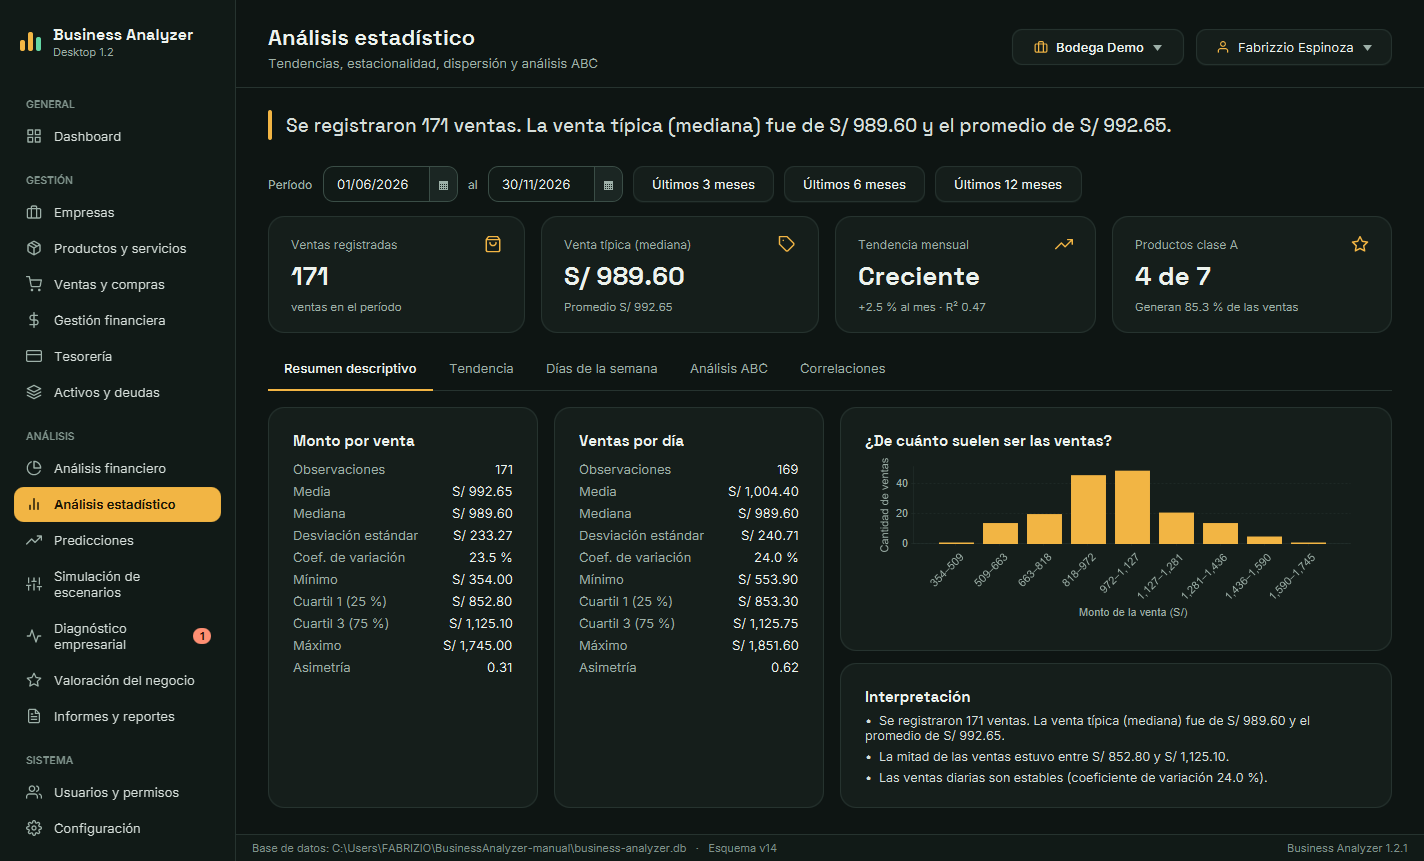 Business Analyzer
Desktop 1.2
GENERAL
Dashboard
GESTIÓN
Empresas
Productos y servicios
Ventas y compras
Gestión financiera
Tesorería
Activos y deudas
ANÁLISIS
Análisis financiero
Análisis estadístico
Predicciones
Simulación de
escenarios
Diagnóstico
empresarial
1
Valoración del negocio
Informes y reportes
SISTEMA
Usuarios y permisos
Configuración
Análisis estadístico
Tendencias, estacionalidad, dispersión y análisis ABC
Bodega Demo
Fabrizzio Espinoza
Se registraron 171 ventas. La venta típica (mediana) fue de S/ 989.60 y el promedio de S/ 992.65.
Período 01/06/2026 al 30/11/2026 Últimos 3 meses Últimos 6 meses Últimos 12 meses
Ventas registradas
171
ventas en el período
Venta típica (mediana)
S/ 989.60
Promedio S/ 992.65
Tendencia mensual
Creciente
+2.5 % al mes · R² 0.47
Productos clase A
4 de 7
Generan 85.3 % de las ventas
Resumen descriptivo Tendencia Días de la semana Análisis ABC Correlaciones
Monto por venta
Observaciones 171
Media S/ 992.65
Mediana S/ 989.60
Desviación estándar S/ 233.27
Coef. de variación 23.5 %
Mínimo S/ 354.00
Cuartil 1 (25 %) S/ 852.80
Cuartil 3 (75 %) S/ 1,125.10
Máximo S/ 1,745.00
Asimetría 0.31
Ventas por día
Observaciones 169
Media S/ 1,004.40
Mediana S/ 989.60
Desviación estándar S/ 240.71
Coef. de variación 24.0 %
Mínimo S/ 553.90
Cuartil 1 (25 %) S/ 853.30
Cuartil 3 (75 %) S/ 1,125.75
Máximo S/ 1,851.60
Asimetría 0.62
¿De cuánto suelen ser las ventas?
Cantidad de ventas
40
20
0
354–509 509–663 663–818 818–972 972–1,127 1,127–1,281 1,281–1,436 1,436–1,590 1,590–1,745
Monto de la venta (S/)
Interpretación
• Se registraron 171 ventas. La venta típica (mediana) fue de S/ 989.60 y el
promedio de S/ 992.65.
• La mitad de las ventas estuvo entre S/ 852.80 y S/ 1,125.10.
• Las ventas diarias son estables (coeficiente de variación 24.0 %).
Base de datos: C:\Users\FABRIZIO\BusinessAnalyzer-manual\business-analyzer.db · Esquema v14
Business Analyzer 1.2.1